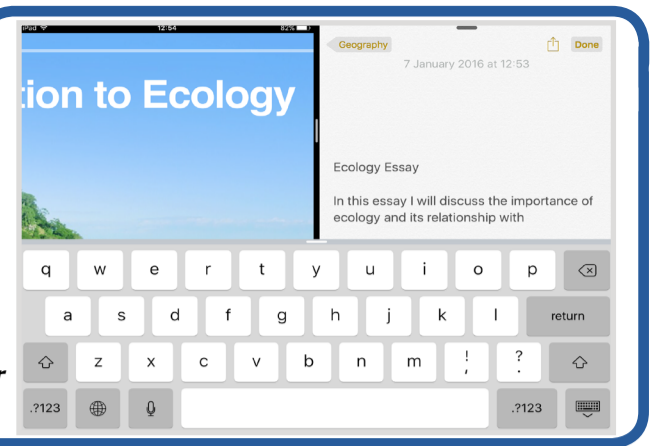 iPad 12:54 82%
tion to Ecology
Geography Done
7 January 2016 at 12:53
Ecology Essay
In this essay I will discuss the importance of
ecology and its relationship with
q w e r t y u i o p
a s d f g h j k l return
z x c v b n m ! , ? .
.?123 .?123
r